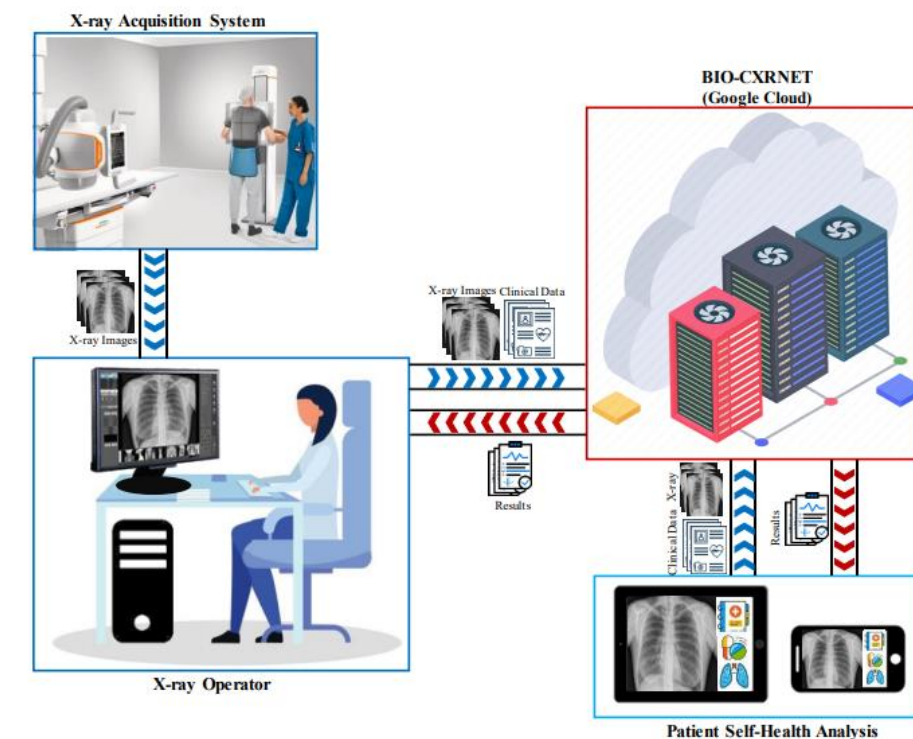 X-ray Acquisition System
BIO-CXRNET
(Google Cloud)
X-ray Images
X-ray Images Clinical Data
Results
Clinical Data X-ray
Results
X-ray Operator
Patient Self-Health Analysis